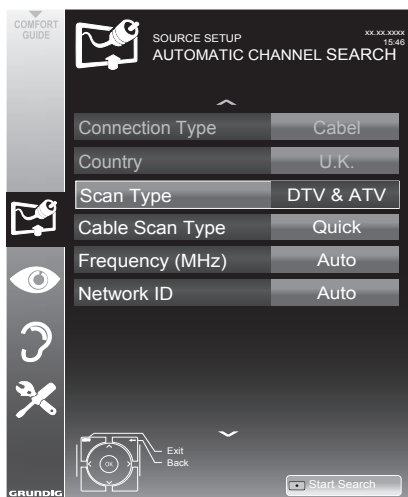 COMFORT
GUIDE
SOURCE SETUP
AUTOMATIC CHANNEL SEARCH
xx.xx.xxxx
15:46
Connection Type Cabel
Country U.K.
Scan Type DTV & ATV
Cable Scan Type Quick
Frequency (MHz) Auto
Network ID Auto
Exit
Back
OK
Start Search
GRUNDIG